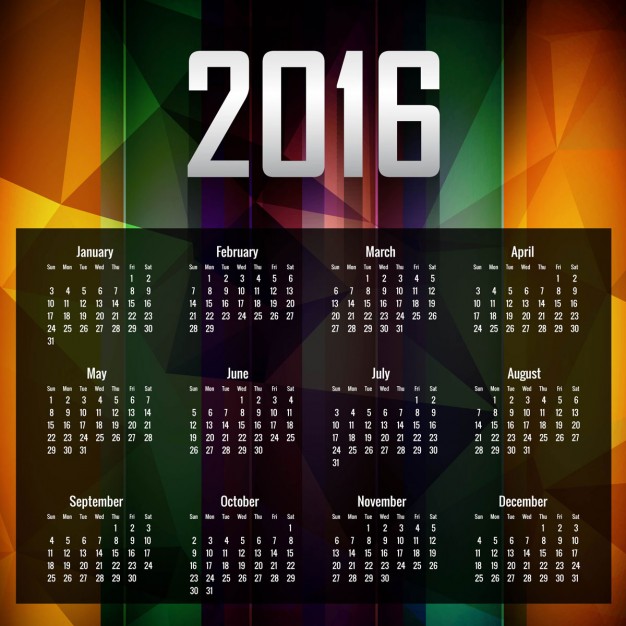 2016
January
Sun Mon Tue Wed Thu Fri Sat
1 2
3 4 5 6 7 8 9
10 11 12 13 14 15 16
17 18 19 20 21 22 23
24 25 26 27 28 29 30
31
February
Sun Mon Tue Wed Thu Fri Sat
1 2 3 4 5 6
7 8 9 10 11 12 13
14 15 16 17 18 19 20
21 22 23 24 25 26 27
28 29
March
Sun Mon Tue Wed Thu Fri Sat
1 2 3 4 5
6 7 8 9 10 11 12
13 14 15 16 17 18 19
20 21 22 23 24 25 26
27 28 29 30 31
April
Sun Mon Tue Wed Thu Fri Sat
1 2
3 4 5 6 7 8 9
10 11 12 13 14 15 16
17 18 19 20 21 22 23
24 25 26 27 28 29 30
May
Sun Mon Tue Wed Thu Fri Sat
1 2 3 4 5 6 7
8 9 10 11 12 13 14
15 16 17 18 19 20 21
22 23 24 25 26 27 28
29 30 31
June
Sun Mon Tue Wed Thu Fri Sat
1 2 3 4
5 6 7 8 9 10 11
12 13 14 15 16 17 18
19 20 21 22 23 24 25
26 27 28 29 30
July
Sun Mon Tue Wed Thu Fri Sat
1 2
3 4 5 6 7 8 9
10 11 12 13 14 15 16
17 18 19 20 21 22 23
24 25 26 27 28 29 30
31
August
Sun Mon Tue Wed Thu Fri Sat
1 2 3 4 5 6
7 8 9 10 11 12 13
14 15 16 17 18 19 20
21 22 23 24 25 26 27
28 29 30 31
September
Sun Mon Tue Wed Thu Fri Sat
1 2 3
4 5 6 7 8 9 10
11 12 13 14 15 16 17
18 19 20 21 22 23 24
25 26 27 28 29 30
October
Sun Mon Tue Wed Thu Fri Sat
1
2 3 4 5 6 7 8
9 10 11 12 13 14 15
16 17 18 19 20 21 22
23 24 25 26 27 28 29
30 31
November
Sun Mon Tue Wed Thu Fri Sat
1 2 3 4 5
6 7 8 9 10 11 12
13 14 15 16 17 18 19
20 21 22 23 24 25 26
27 28 29 30
December
Sun Mon Tue Wed Thu Fri Sat
1 2 3
4 5 6 7 8 9 10
11 12 13 14 15 16 17
18 19 20 21 22 23 24
25 26 27 28 29 30 31